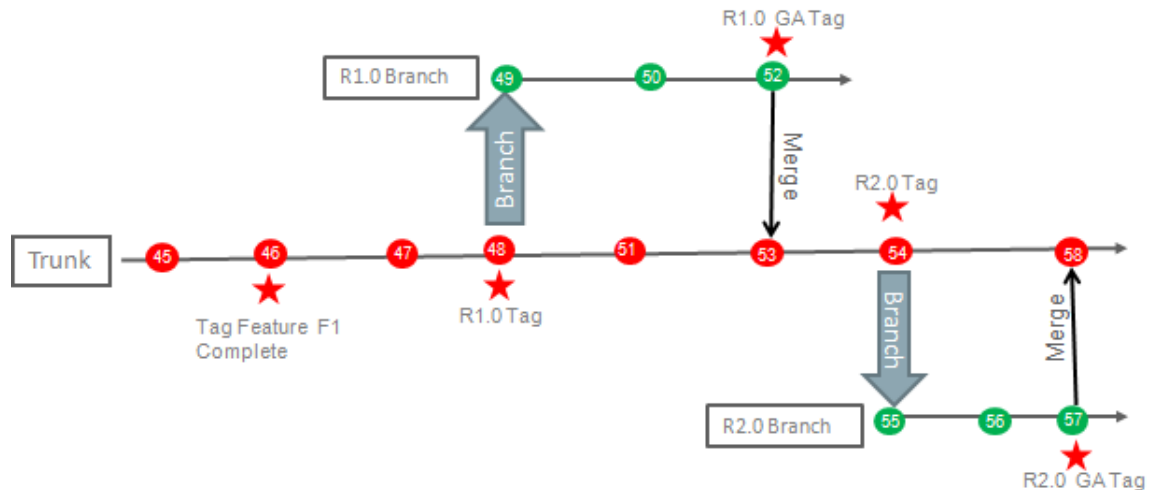 R1.0 GA Tag
R1.0 Branch
49
50
52
Branch
Merge
R2.0 Tag
Trunk
45
46
47
48
51
53
54
58
Tag Feature F1
Complete
R1.0 Tag
Branch
Merge
R2.0 Branch
55
56
57
R2.0 GA Tag